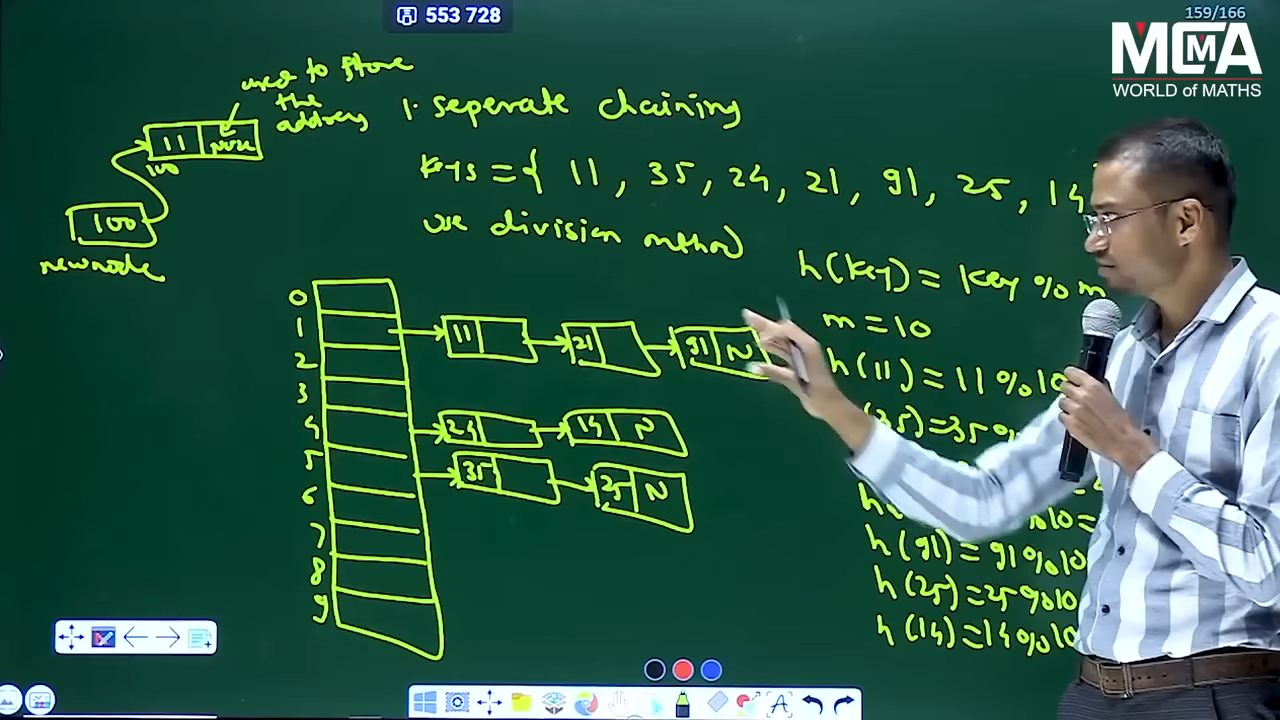 553 728
159/166
MCMA
WORLD of MATHS
used to store
the
address
11 NULL
100
100
newnode
1. seperate chaining
keys = { 11, 35, 24, 21, 91, 25, 14
use division method
h(key) = key % m
m = 10
h(11) = 11 % 10
(35) = 35%
%10 =
h(91) = 91%10
h(25) = 25%10
h(14) = 14%10
0
1 11 21 91 N
2
3
4 24 14 N
5 35 25 N
6
7
8
9
A